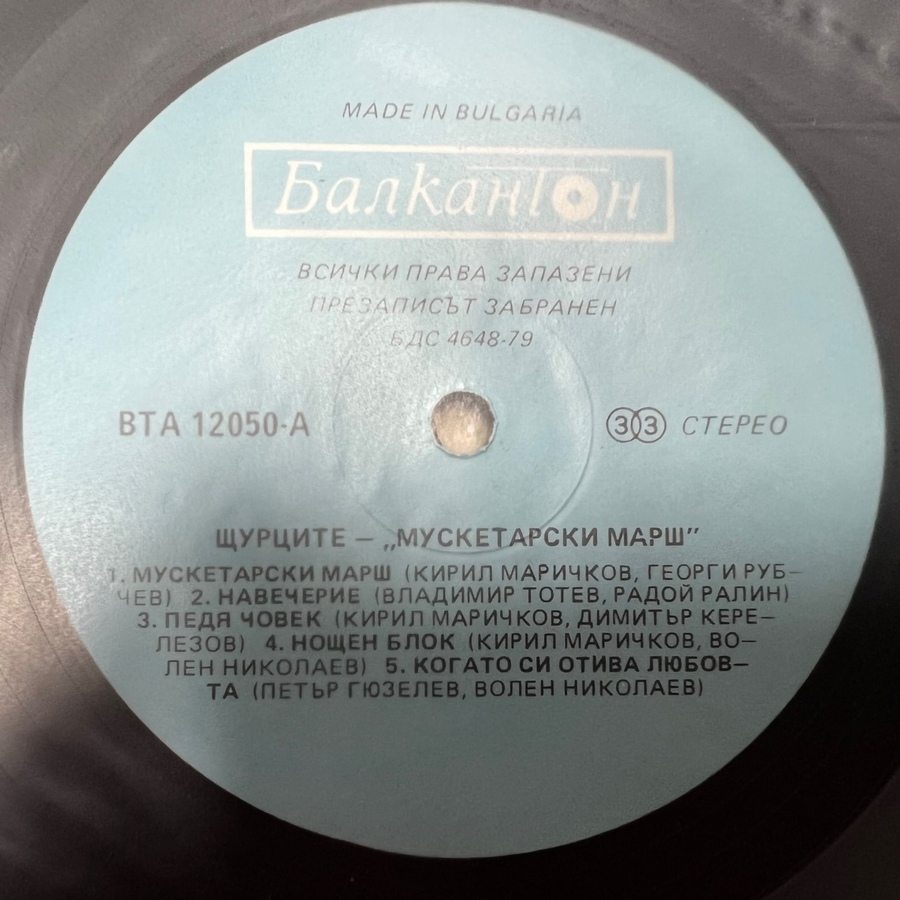 MADE IN BULGARIA
Балкантон
ВСИЧКИ ПРАВА ЗАПАЗЕНИ
ПРЕЗАПИСЪТ ЗАБРАНЕН
БДС 4648-79
ВТА 12050-А
33 СТЕРЕО
ЩУРЦИТЕ – „МУСКЕТАРСКИ МАРШ”
1. МУСКЕТАРСКИ МАРШ (КИРИЛ МАРИЧКОВ, ГЕОРГИ РУБ–
ЧЕВ) 2. НАВЕЧЕРИЕ (ВЛАДИМИР ТОТЕВ, РАДОЙ РАЛИН)
3. ПЕДЯ ЧОВЕК (КИРИЛ МАРИЧКОВ, ДИМИТЪР КЕРЕ–
ЛЕЗОВ) 4. НОЩЕН БЛОК (КИРИЛ МАРИЧКОВ, ВО–
ЛЕН НИКОЛАЕВ) 5. КОГАТО СИ ОТИВА ЛЮБОВ–
ТА (ПЕТЪР ГЮЗЕЛЕВ, ВОЛЕН НИКОЛАЕВ)